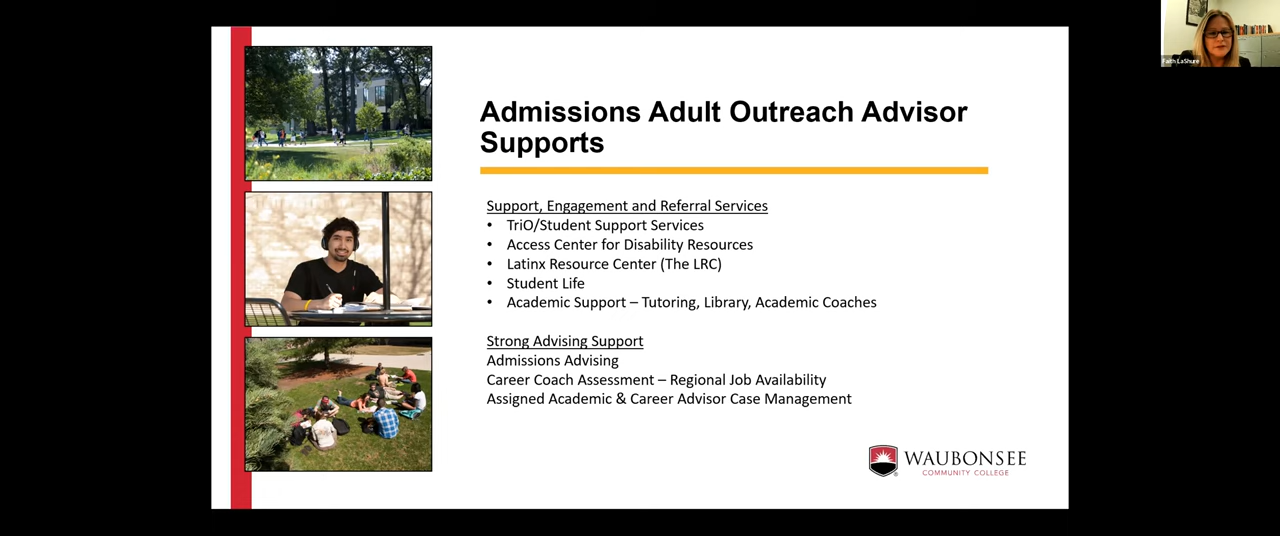 Admissions Adult Outreach Advisor
Supports
Support, Engagement and Referral Services
• TriO/Student Support Services
• Access Center for Disability Resources
• Latinx Resource Center (The LRC)
• Student Life
• Academic Support – Tutoring, Library, Academic Coaches
Strong Advising Support
Admissions Advising
Career Coach Assessment – Regional Job Availability
Assigned Academic & Career Advisor Case Management
WAUBONSEE
COMMUNITY COLLEGE
Faith LaShure